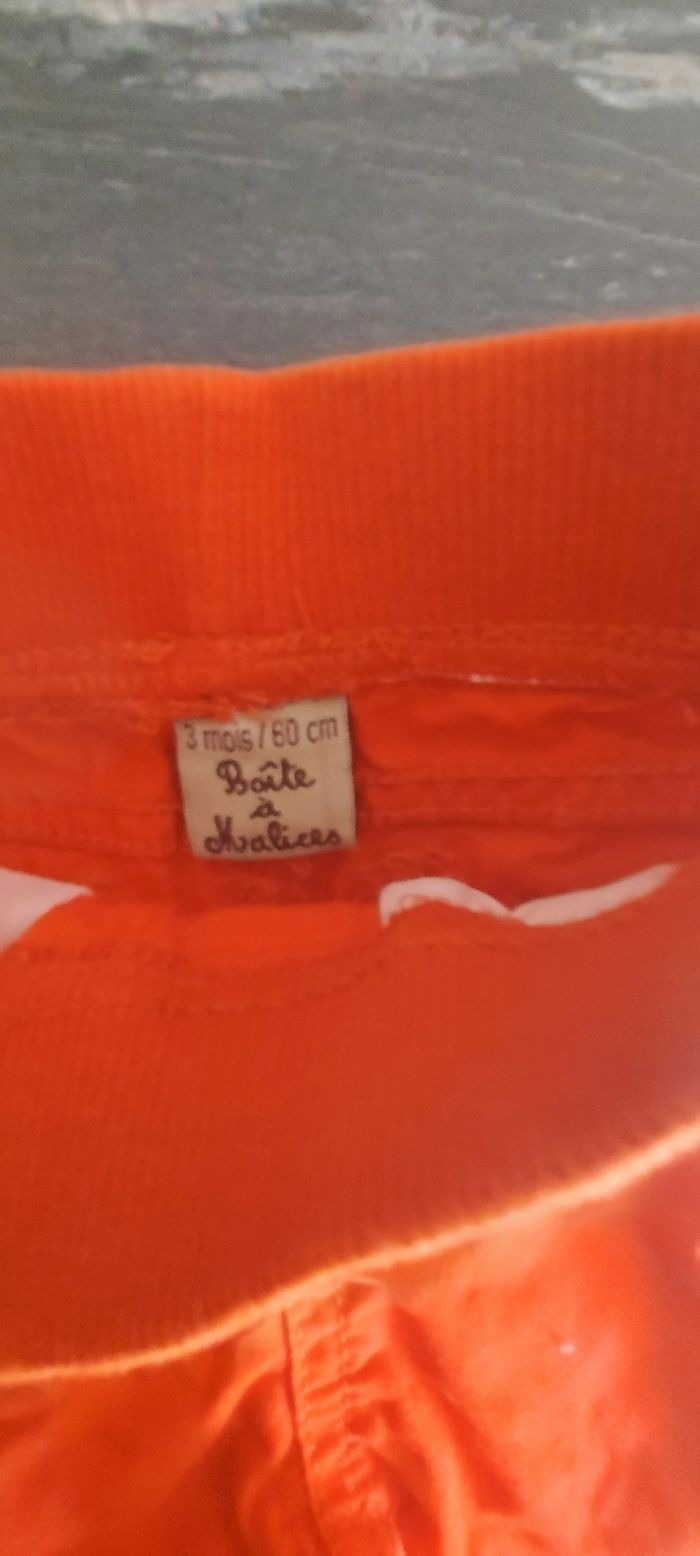 3 mois / 60 cm
Boîte
à
Malices